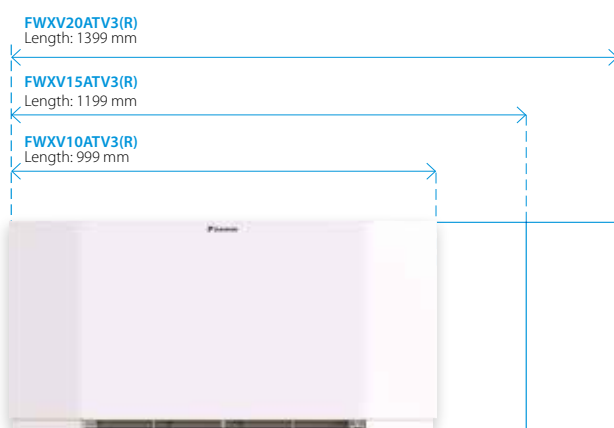 FWXV20ATV3(R)
Length: 1399 mm
FWXV15ATV3(R)
Length: 1199 mm
FWXV10ATV3(R)
Length: 999 mm